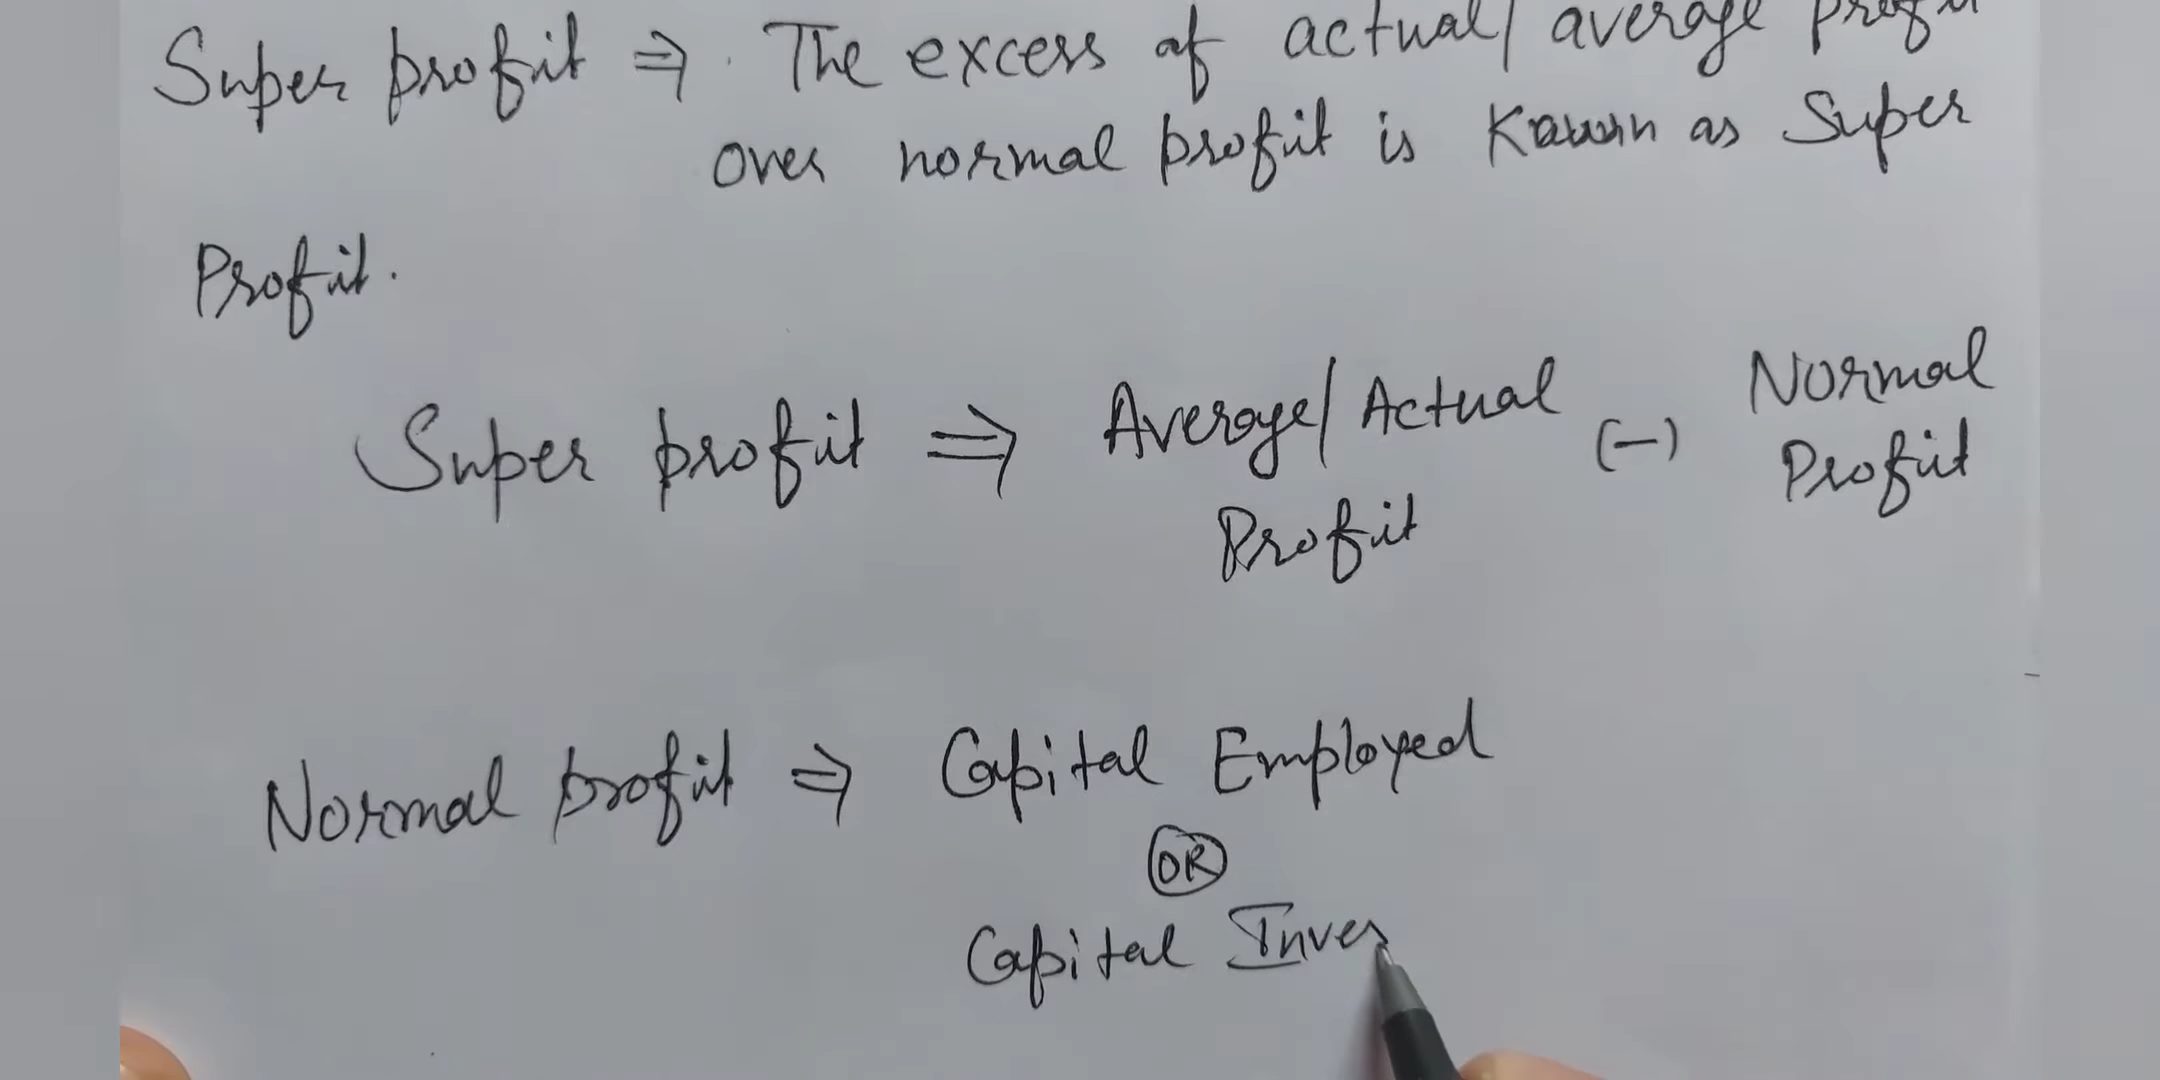 Super profit ⇒ The excess of actual/average profit
over normal profit is Known as Super
Profit.
Super profit ⇒ Average/Actual Profit (-) Normal Profit
Normal profit ⇒ Capital Employed
OR
Capital Inves